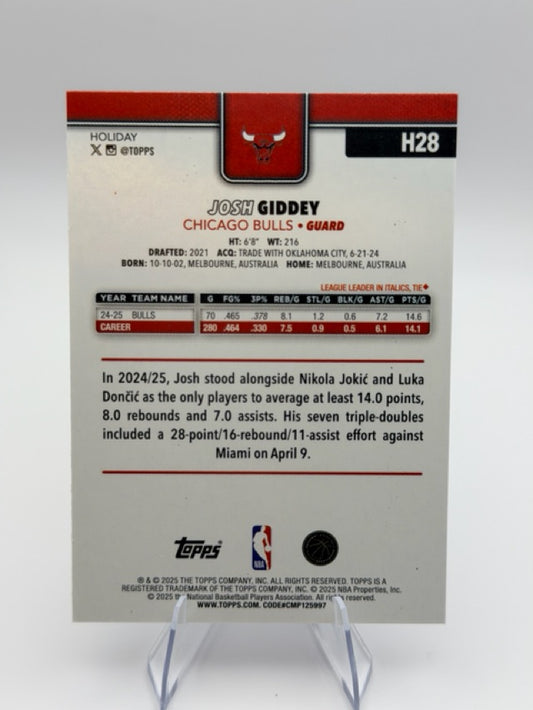 HOLIDAY
X @TOPPS
H28
JOSH GIDDEY
CHICAGO BULLS • GUARD
HT: 6'8" WT: 216
DRAFTED: 2021 ACQ: TRADE WITH OKLAHOMA CITY, 6-21-24
BORN: 10-10-02, MELBOURNE, AUSTRALIA HOME: MELBOURNE, AUSTRALIA
LEAGUE LEADER IN ITALICS, TIE♦
YEAR TEAM NAME G FG% 3P% REB/G STL/G BLK/G AST/G PTS/G
24-25 BULLS 70 .465 .378 8.1 1.2 0.6 7.2 14.6
CAREER 280 .464 .330 7.5 0.9 0.5 6.1 14.1
In 2024/25, Josh stood alongside Nikola Jokić and Luka
Dončić as the only players to average at least 14.0 points,
8.0 rebounds and 7.0 assists. His seven triple-doubles
included a 28-point/16-rebound/11-assist effort against
Miami on April 9.
Topps
NBA
® & © 2025 THE TOPPS COMPANY, INC. ALL RIGHTS RESERVED. TOPPS IS A
REGISTERED TRADEMARK OF THE TOPPS COMPANY, INC. © 2025 NBA Properties, Inc.
© 2025 the National Basketball Players Association. All rights reserved.
WWW.TOPPS.COM. CODE#CMP125997